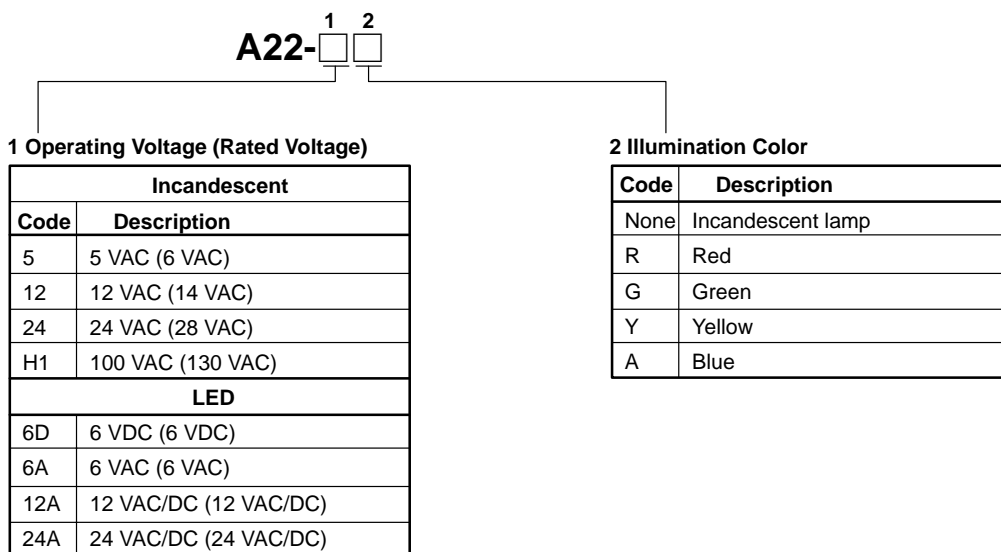 1 2
A22-
1 Operating Voltage (Rated Voltage)
Incandescent
Code Description
5 5 VAC (6 VAC)
12 12 VAC (14 VAC)
24 24 VAC (28 VAC)
H1 100 VAC (130 VAC)
LED
6D 6 VDC (6 VDC)
6A 6 VAC (6 VAC)
12A 12 VAC/DC (12 VAC/DC)
24A 24 VAC/DC (24 VAC/DC)
2 Illumination Color
Code Description
None Incandescent lamp
R Red
G Green
Y Yellow
A Blue